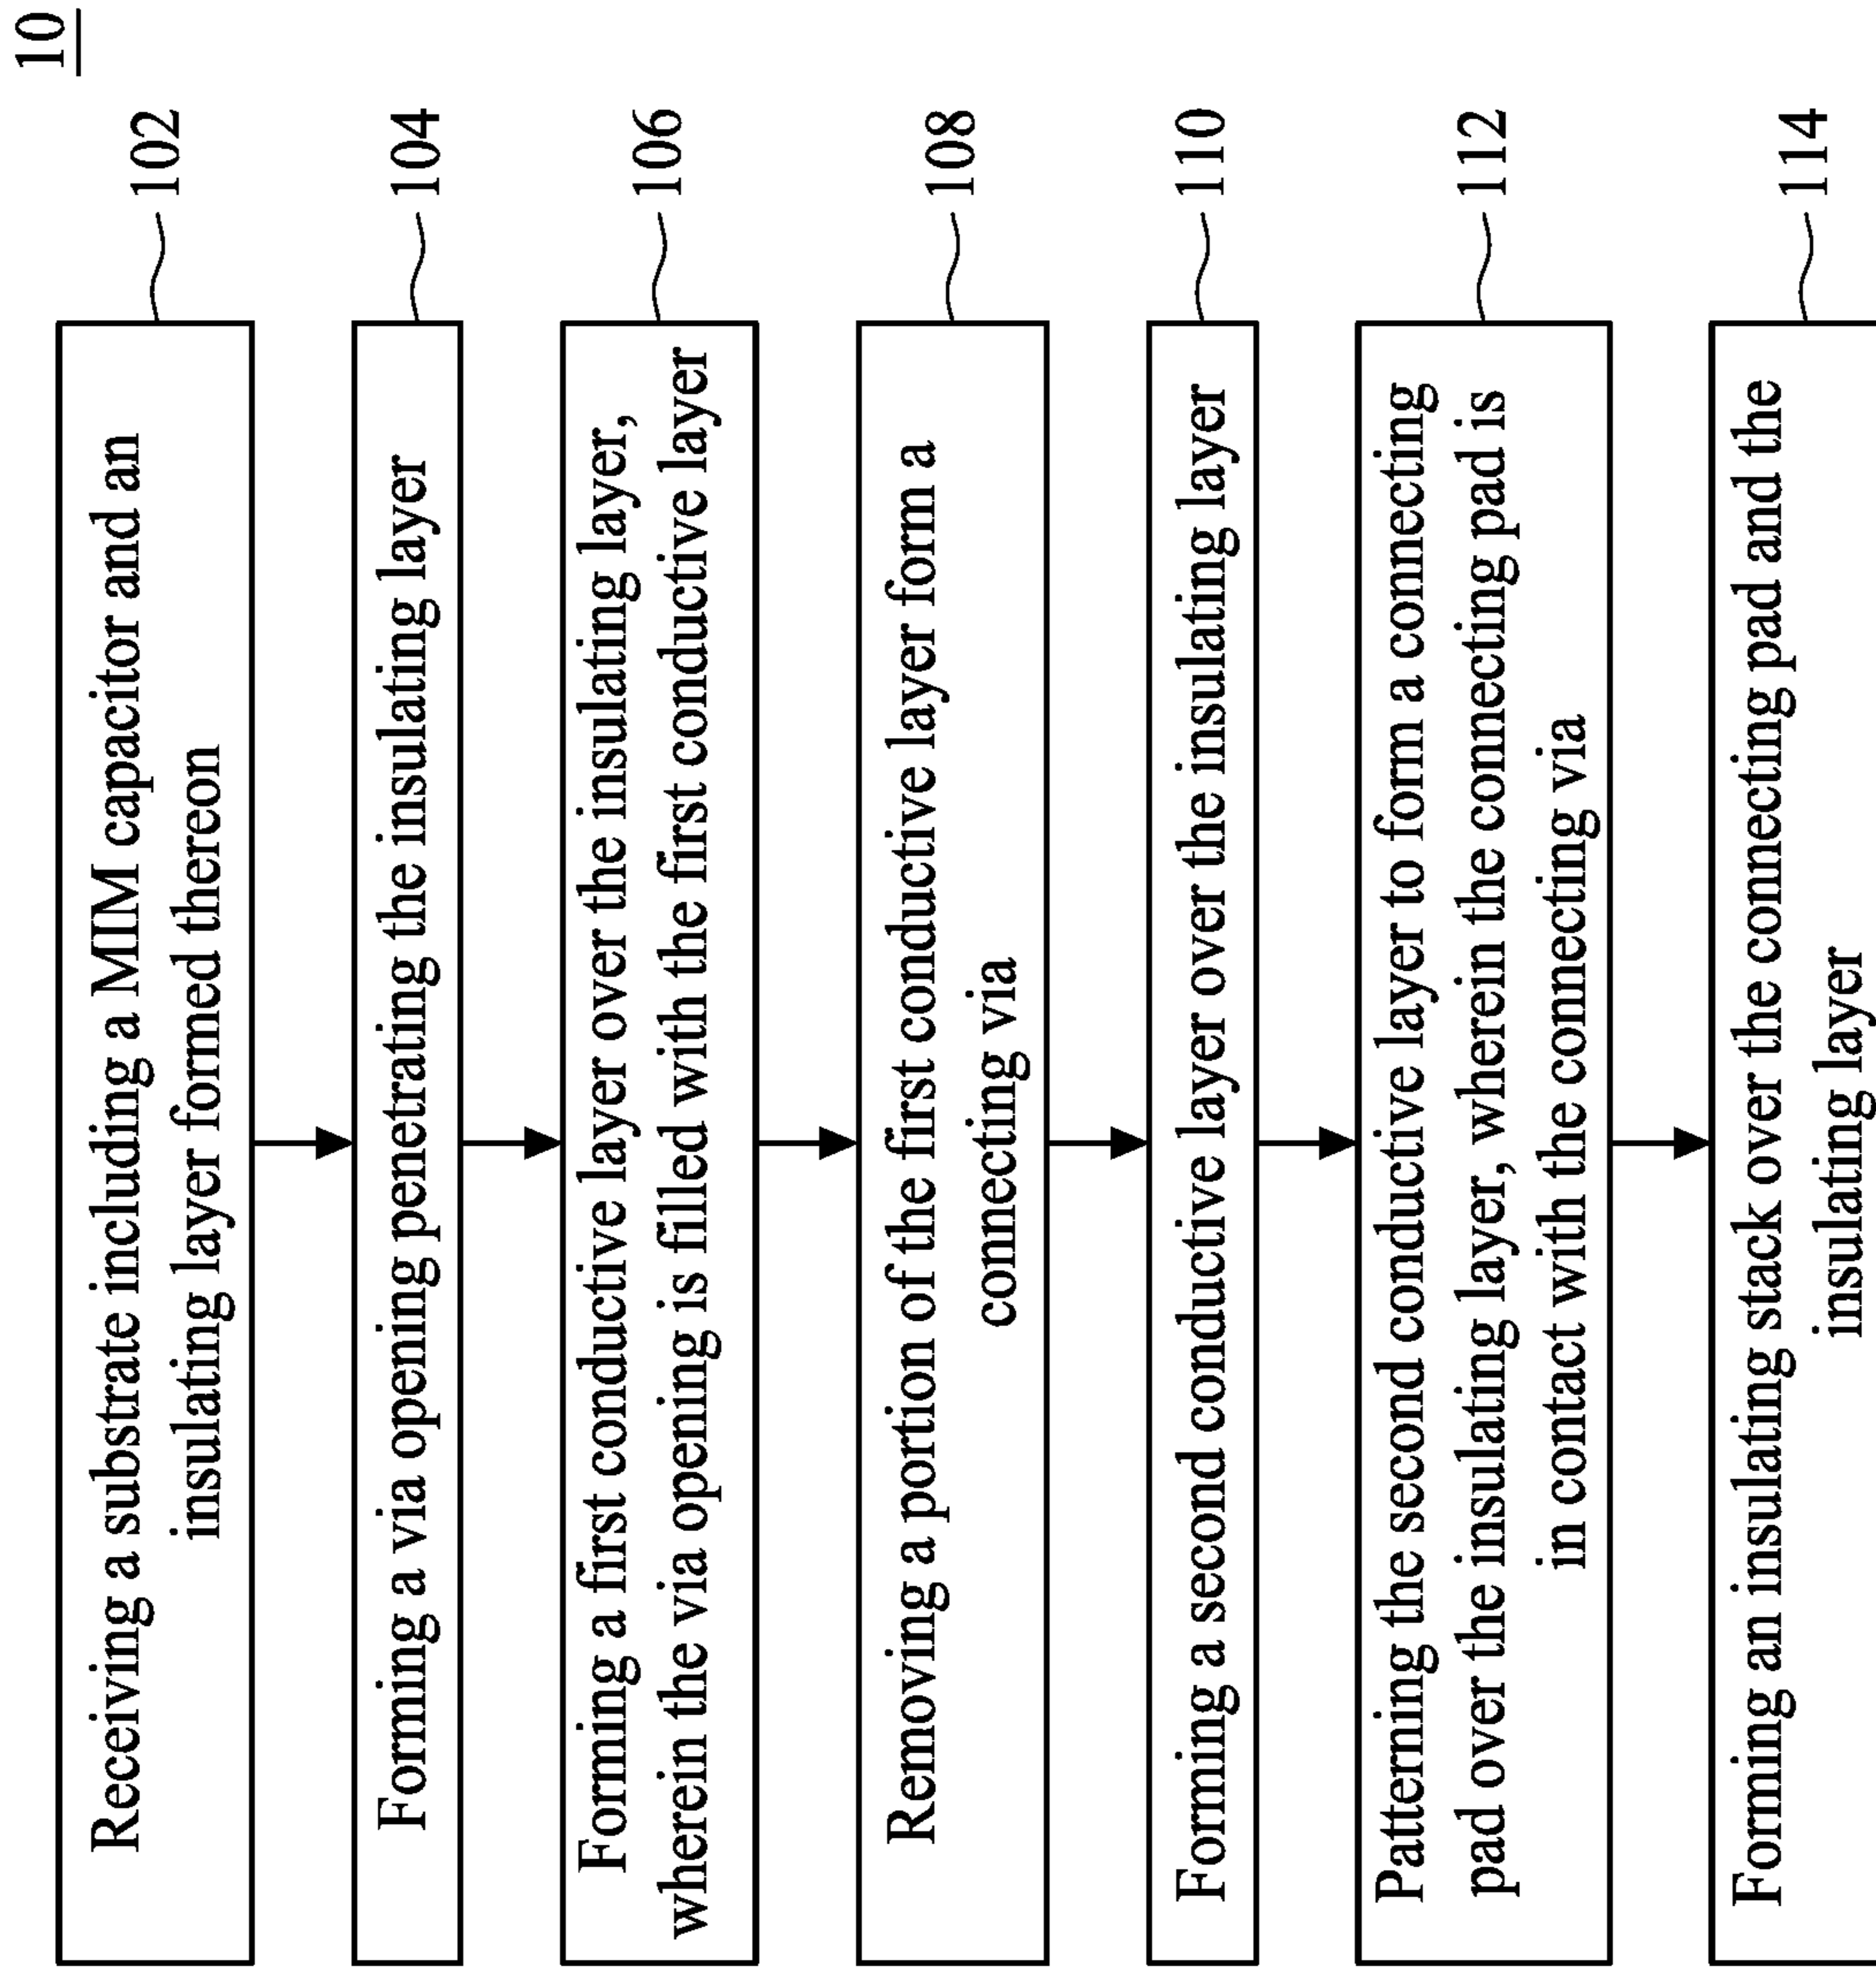 10
Receiving a substrate including a MIM capacitor and an
insulating layer formed thereon
102
Forming a via opening penetrating the insulating layer
104
Forming a first conductive layer over the insulating layer,
wherein the via opening is filled with the first conductive layer
106
Removing a portion of the first conductive layer form a
connecting via
108
Forming a second conductive layer over the insulating layer
110
Patterning the second conductive layer to form a connecting
pad over the insulating layer, wherein the connecting pad is
in contact with the connecting via
112
Forming an insulating stack over the connecting pad and the
insulating layer
114